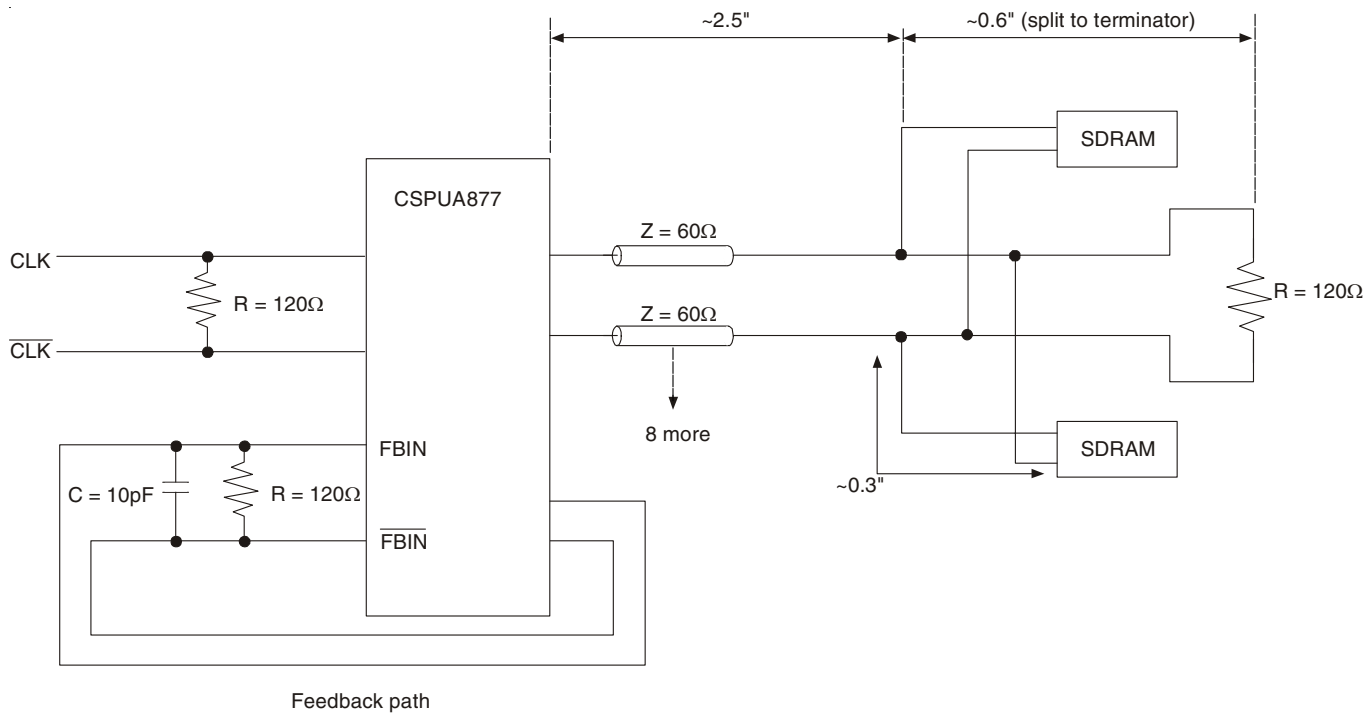 ~2.5"
~0.6" (split to terminator)
SDRAM
CSPUA877
Z = 60Ω
CLK
R = 120Ω
R = 120Ω
Z = 60Ω
CLK
8 more
FBIN
SDRAM
~0.3"
C = 10pF
R = 120Ω
FBIN
Feedback path